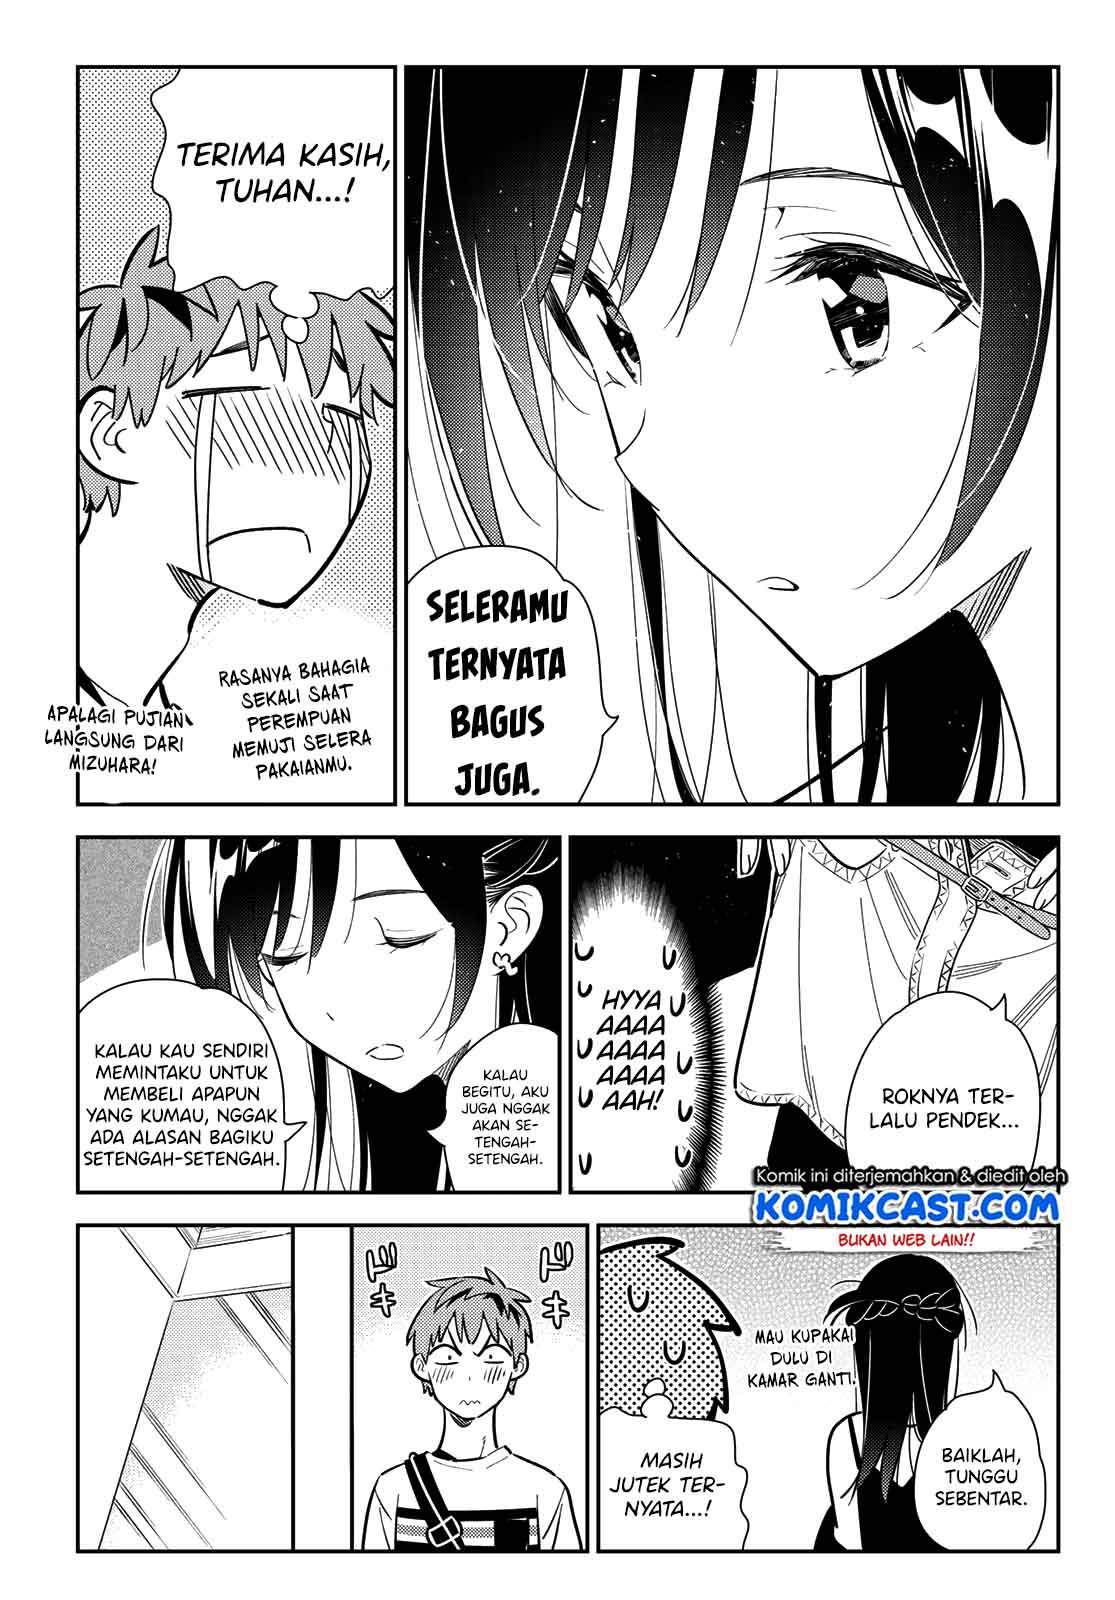 SELERAMU
TERNYATA
BAGUS
JUGA.
TERIMA KASIH,
TUHAN...!
RASANYA BAHAGIA
SEKALI SAAT
PEREMPUAN
MEMUJI SELERA
PAKAIANMU.
APALAGI PUJIAN
LANGSUNG DARI
MIZUHARA!
ROKNYA TER-
LALU PENDEK...
HYYA
AAAA
AAAA
AAAA
AAH!
KALAU
BEGITU, AKU
JUGA NGGAK
AKAN SE-
TENGAH-
SETENGAH.
KALAU KAU SENDIRI
MEMINTAKU UNTUK
MEMBELI APAPUN
YANG KUMAU, NGGAK
ADA ALASAN BAGIKU
SETENGAH-SETENGAH.
Komik ini diterjemahkan & diedit oleh
KOMIKCAST.COM
BUKAN WEB LAIN!!
MAU KUPAKAI
DULU DI
KAMAR GANTI.
BAIKLAH,
TUNGGU
SEBENTAR.
MASIH
JUTEK TER-
NYATA...!
ドキ
ドキ